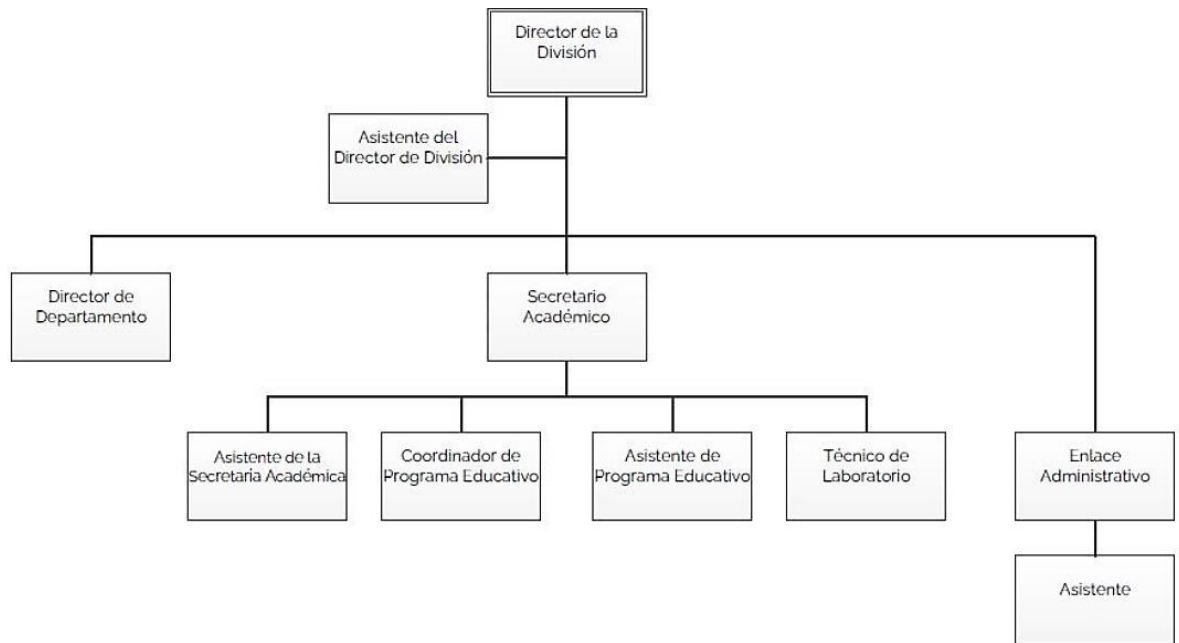 Director de la
División
Asistente del
Director de División
Director de
Departamento
Secretario
Académico
Asistente de la
Secretaria Académica
Coordinador de
Programa Educativo
Asistente de
Programa Educativo
Técnico de
Laboratorio
Enlace
Administrativo
Asistente